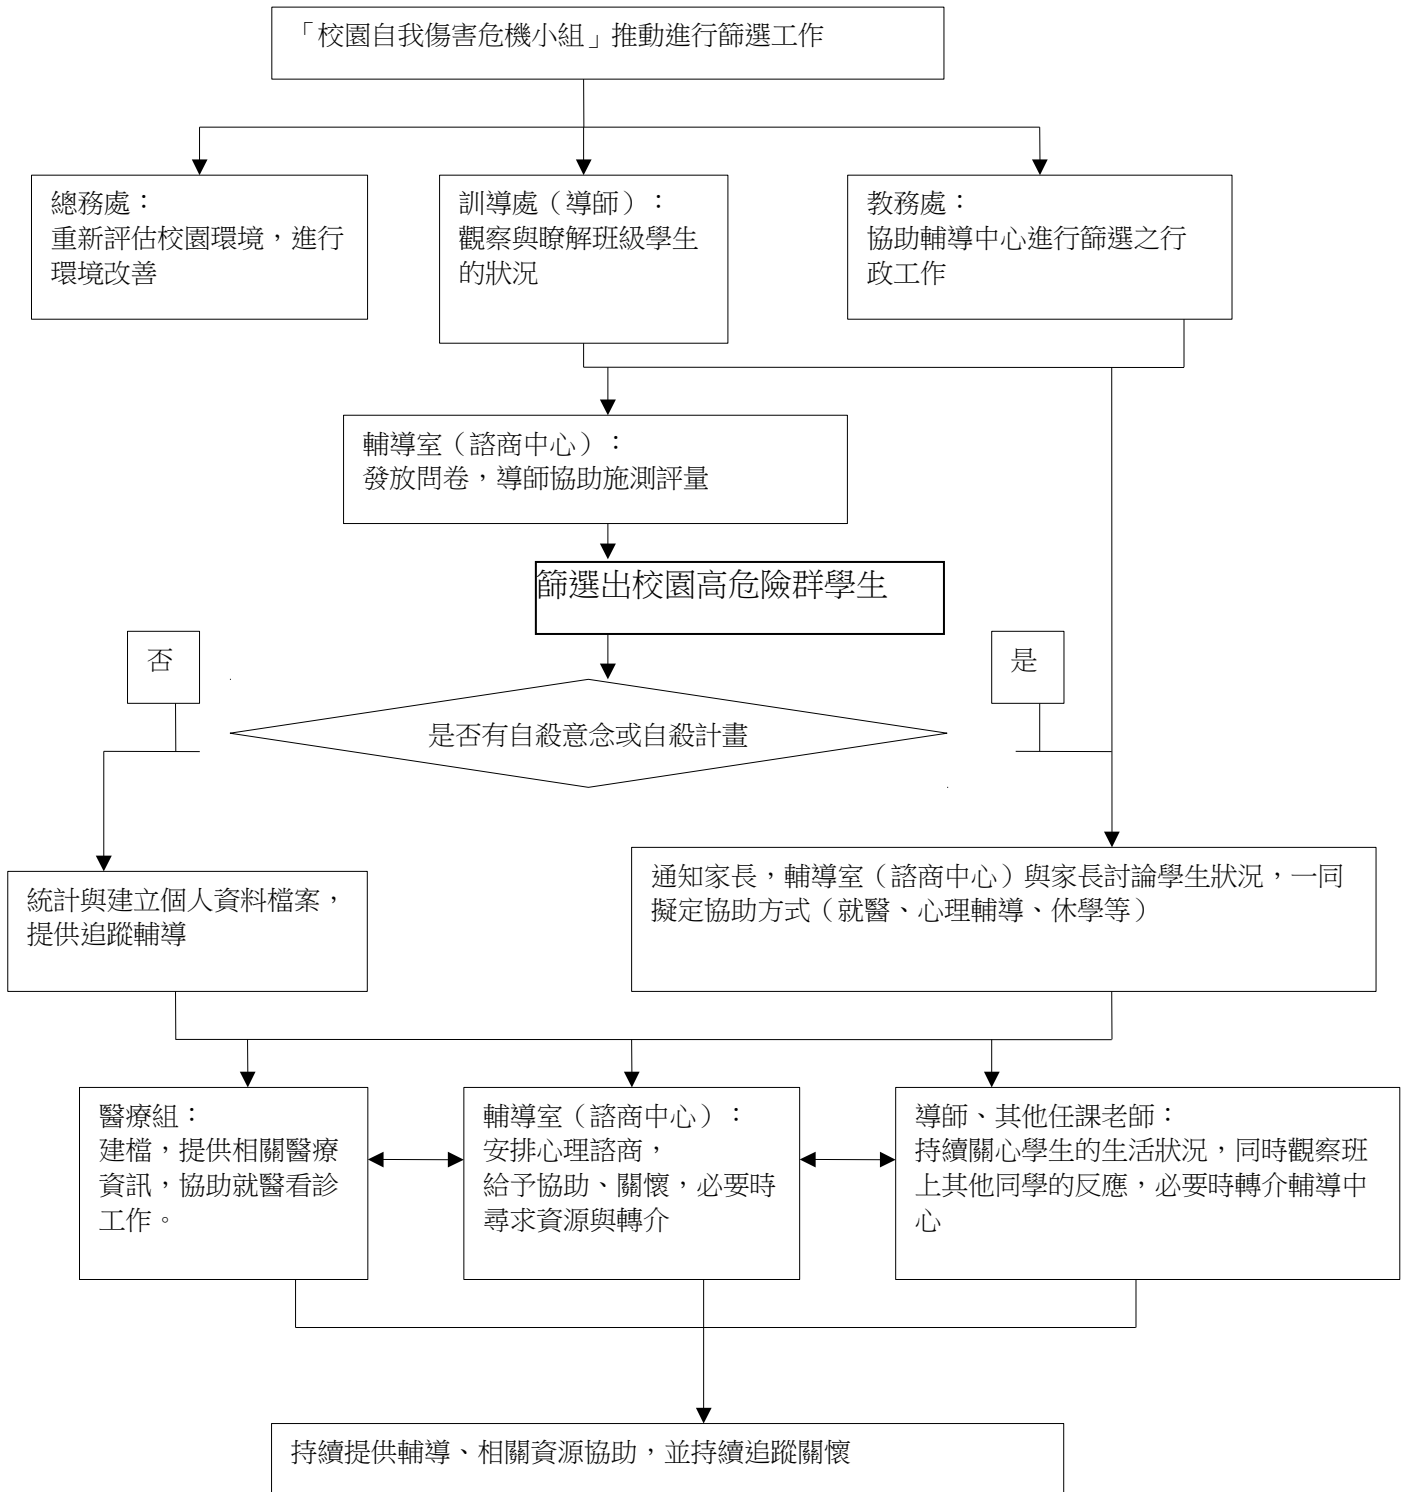 「校園自我傷害危機小組」推動進行篩選工作
總務處：
重新評估校園環境，進行
環境改善
訓導處（導師）：
觀察與瞭解班級學生
的狀況
教務處：
協助輔導中心進行篩選之行
政工作
輔導室（諮商中心）：
發放問卷，導師協助施測評量
篩選出校園高危險群學生
否
是
是否有自殺意念或自殺計畫
統計與建立個人資料檔案，
提供追蹤輔導
通知家長，輔導室（諮商中心）與家長討論學生狀況，一同
擬定協助方式（就醫、心理輔導、休學等）
醫療組：
建檔，提供相關醫療
資訊，協助就醫看診
工作。
輔導室（諮商中心）：
安排心理諮商，
給予協助、關懷，必要時
尋求資源與轉介
導師、其他任課老師：
持續關心學生的生活狀況，同時觀察班
上其他同學的反應，必要時轉介輔導中
心
持續提供輔導、相關資源協助，並持續追蹤關懷